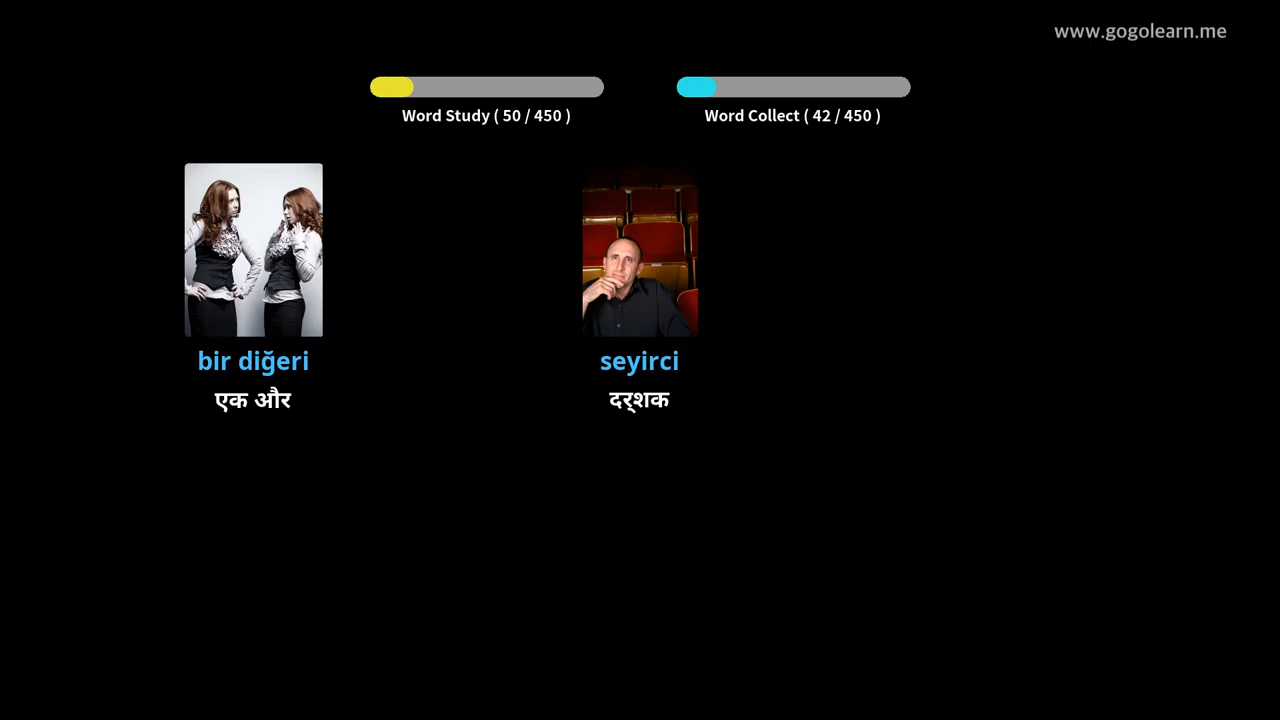 www.gogolearn.me
Word Study ( 50 / 450 )
Word Collect ( 42 / 450 )
bir diğeri
एक और
seyirci
दर्शक